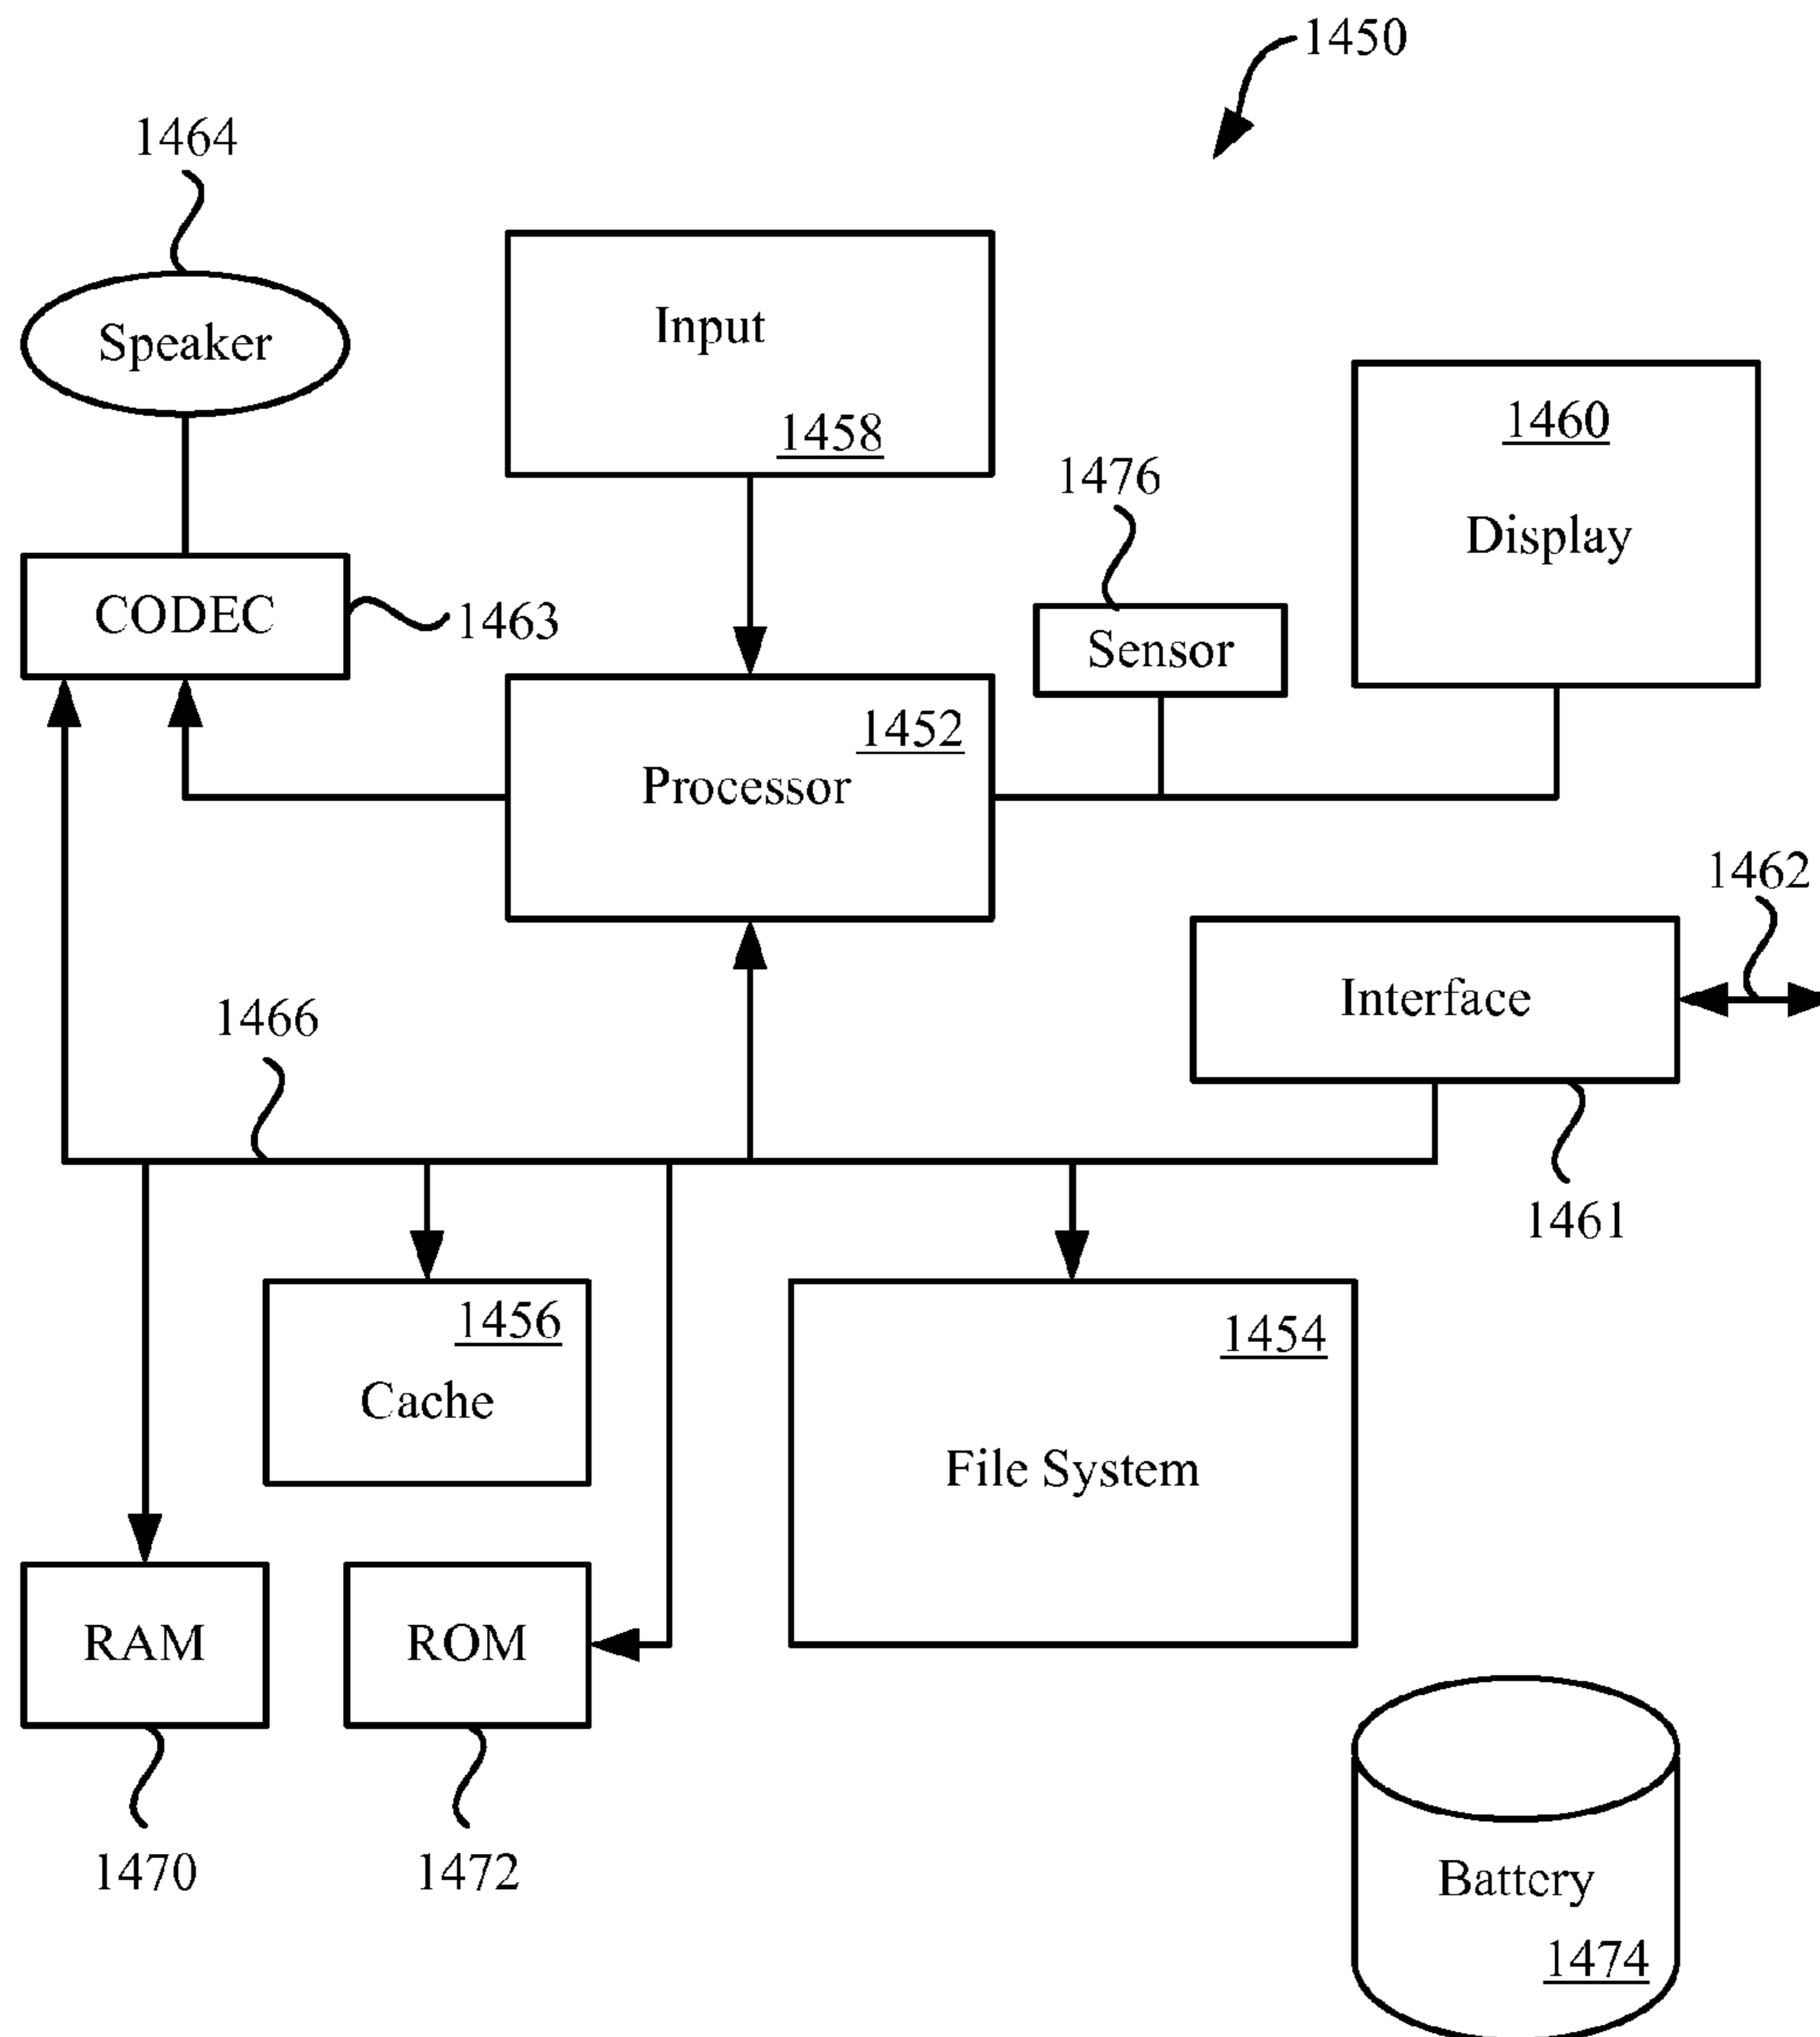 1450
1464
Speaker
Input
1458
1460
Display
1476
Sensor
CODEC
1463
1452
Processor
1462
Interface
1466
1461
1456
Cache
1454
File System
RAM
ROM
1470
1472
Battery
1474